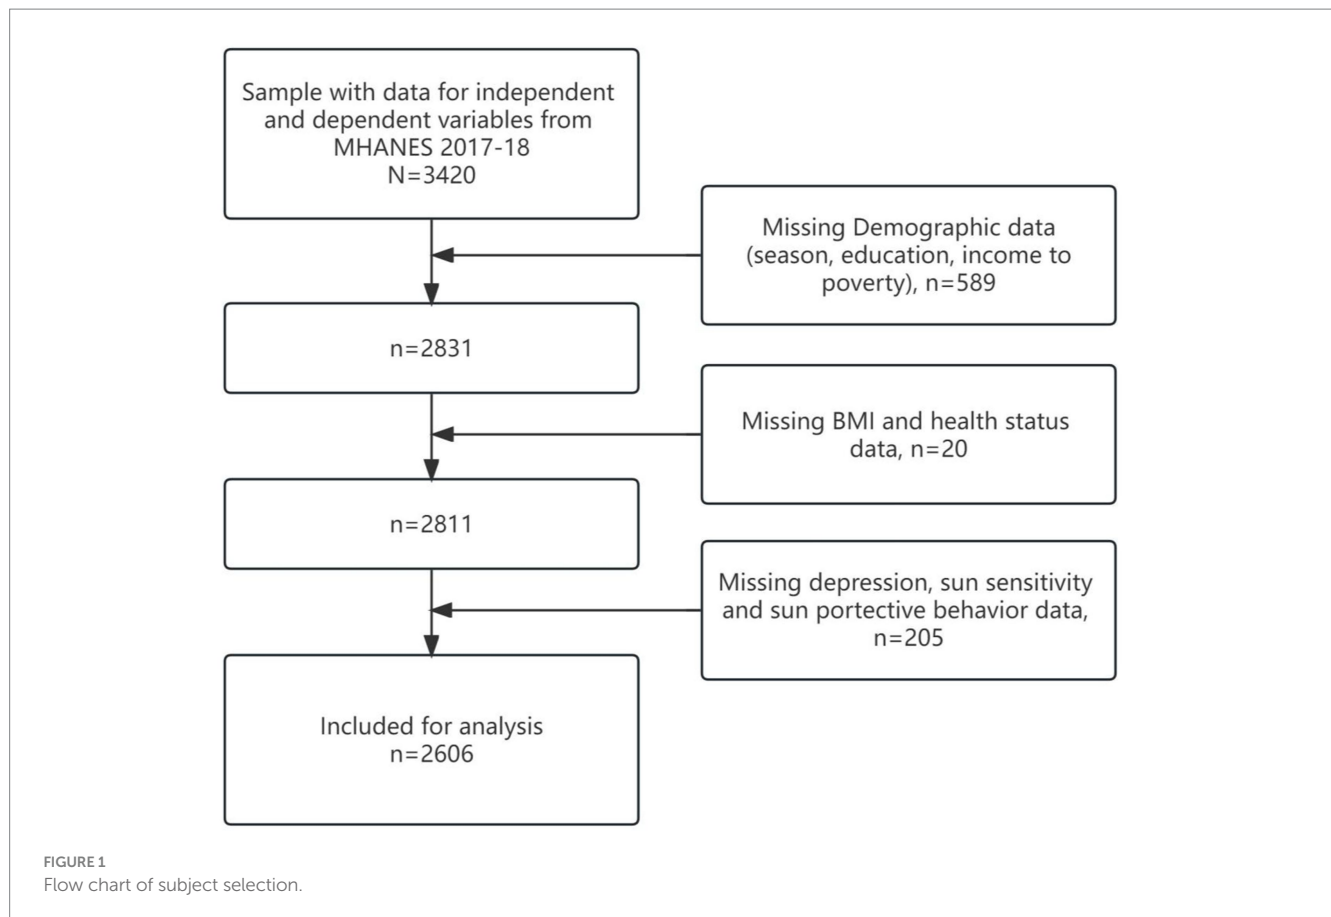 Sample with data for independent
and dependent variables from
MHANES 2017-18
N=3420
Missing Demographic data
(season, education, income to
poverty), n=589
n=2831
Missing BMI and health status
data, n=20
n=2811
Missing depression, sun sensitivity
and sun portective behavior data,
n=205
Included for analysis
n=2606
FIGURE 1
Flow chart of subject selection.